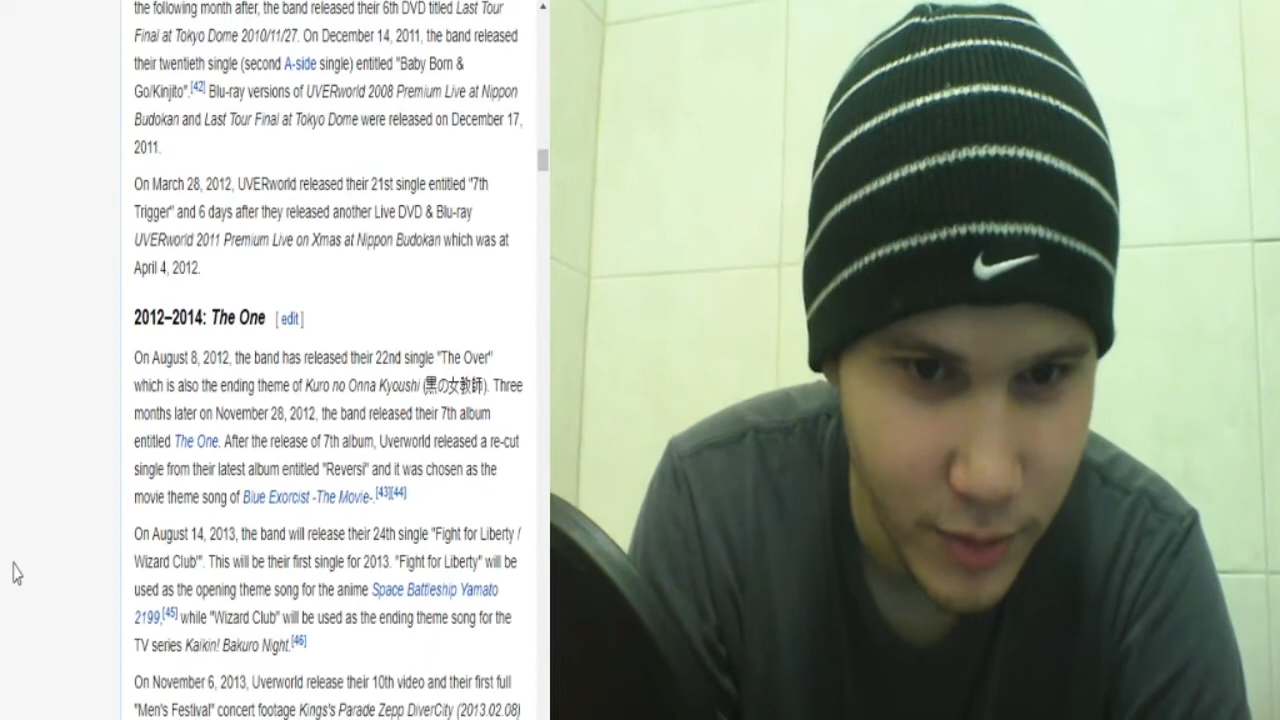 the following month after, the band released their 6th DVD titled Last Tour
Final at Tokyo Dome 2010/11/27. On December 14, 2011, the band released
their twentieth single (second A-side single) entitled "Baby Born &
Go/Kinjito".[42] Blu-ray versions of UVERworld 2008 Premium Live at Nippon
Budokan and Last Tour Final at Tokyo Dome were released on December 17,
2011.
On March 28, 2012, UVERworld released their 21st single entitled "7th
Trigger" and 6 days after they released another Live DVD & Blu-ray
UVERworld 2011 Premium Live on Xmas at Nippon Budokan which was at
April 4, 2012.
2012–2014: The One [ edit ]
On August 8, 2012, the band has released their 22nd single "The Over"
which is also the ending theme of Kuro no Onna Kyoushi (黒の女教師). Three
months later on November 28, 2012, the band released their 7th album
entitled The One. After the release of 7th album, Uverworld released a re-cut
single from their latest album entitled "Reversi" and it was chosen as the
movie theme song of Blue Exorcist -The Movie-.[43][44]
On August 14, 2013, the band will release their 24th single "Fight for Liberty /
Wizard Club". This will be their first single for 2013. "Fight for Liberty" will be
used as the opening theme song for the anime Space Battleship Yamato
2199,[45] while "Wizard Club" will be used as the ending theme song for the
TV series Kaikin! Bakuro Night.[46]
On November 6, 2013, Uverworld release their 10th video and their first full
"Men's Festival" concert footage Kings's Parade Zepp DiverCity (2013.02.08)